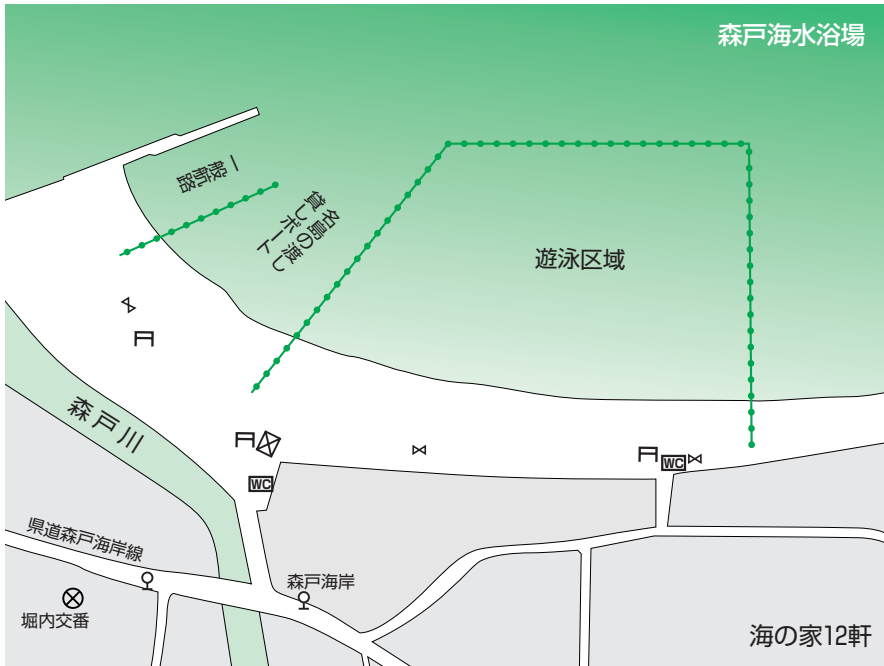 森戸海水浴場
一般航路
名島の渡し
貸しボート
遊泳区域
森戸川
WC
WC
県道森戸海岸線
森戸海岸
堀内交番
海の家12軒